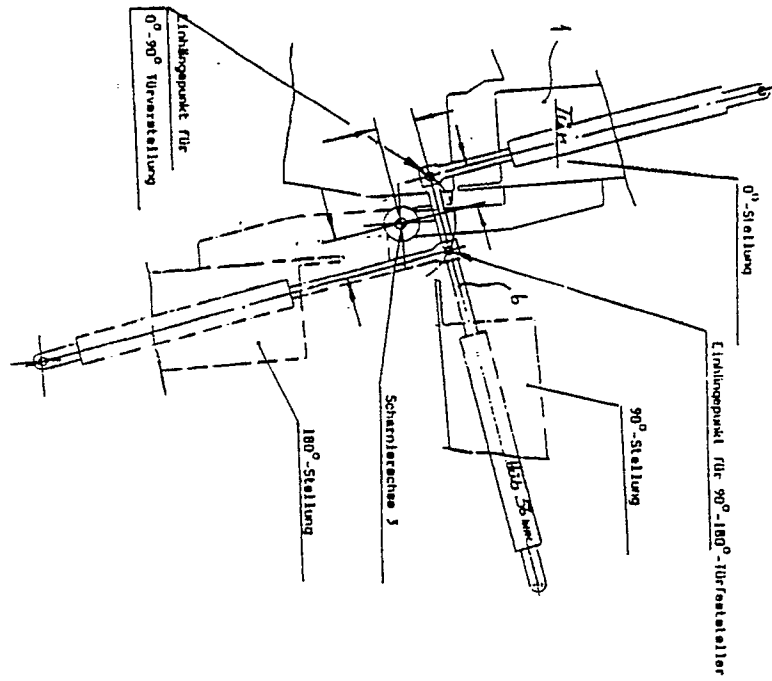 Einhängepunkt für
0°-90° Türverstellung
1
0°-Stellung
6
Einhängepunkt für 90°-180°-Türfeststeller
90°-Stellung
Hub 56 mm
Scharnierachse 3
180°-Stellung